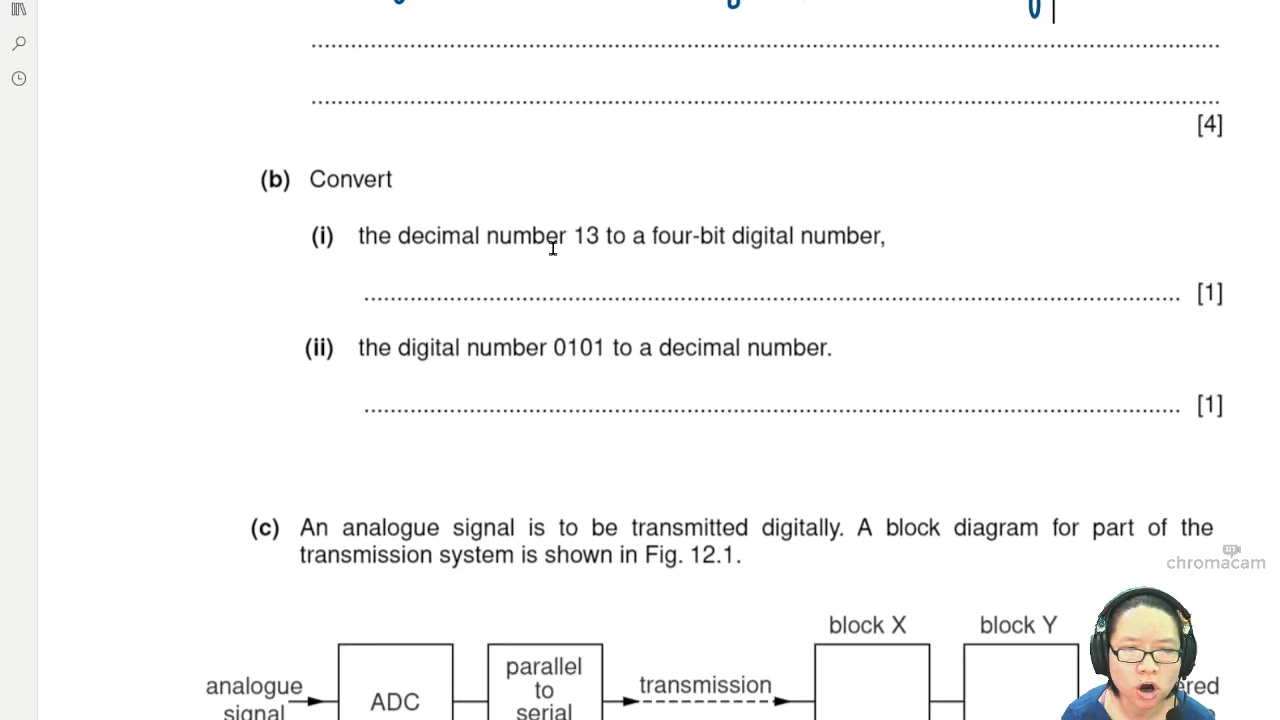 [4]
(b) Convert
(i) the decimal number 13 to a four-bit digital number,
[1]
(ii) the digital number 0101 to a decimal number.
[1]
(c) An analogue signal is to be transmitted digitally. A block diagram for part of the
transmission system is shown in Fig. 12.1.
chromacam
block X block Y
analogue
signal
ADC
parallel
to
serial
transmission